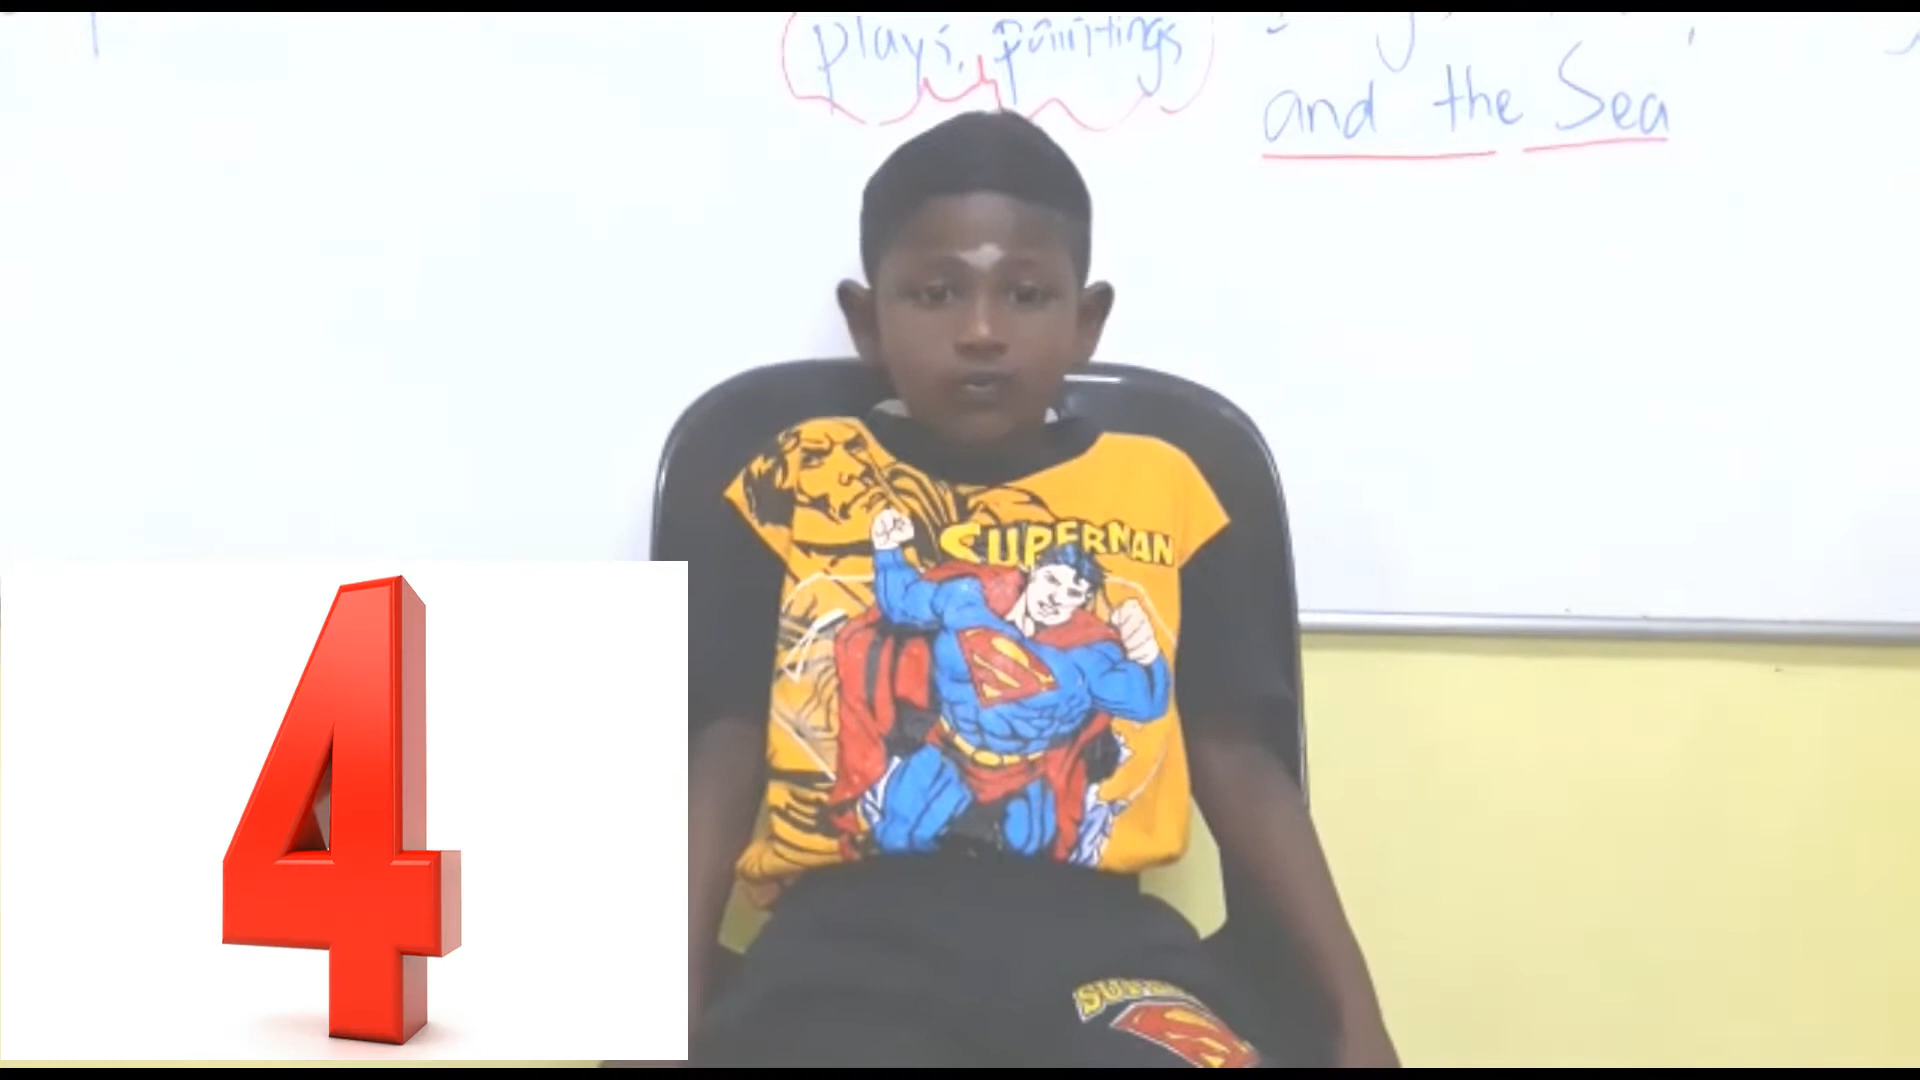 plays, paintings
and the Sea
SUPERMAN
S
4
S